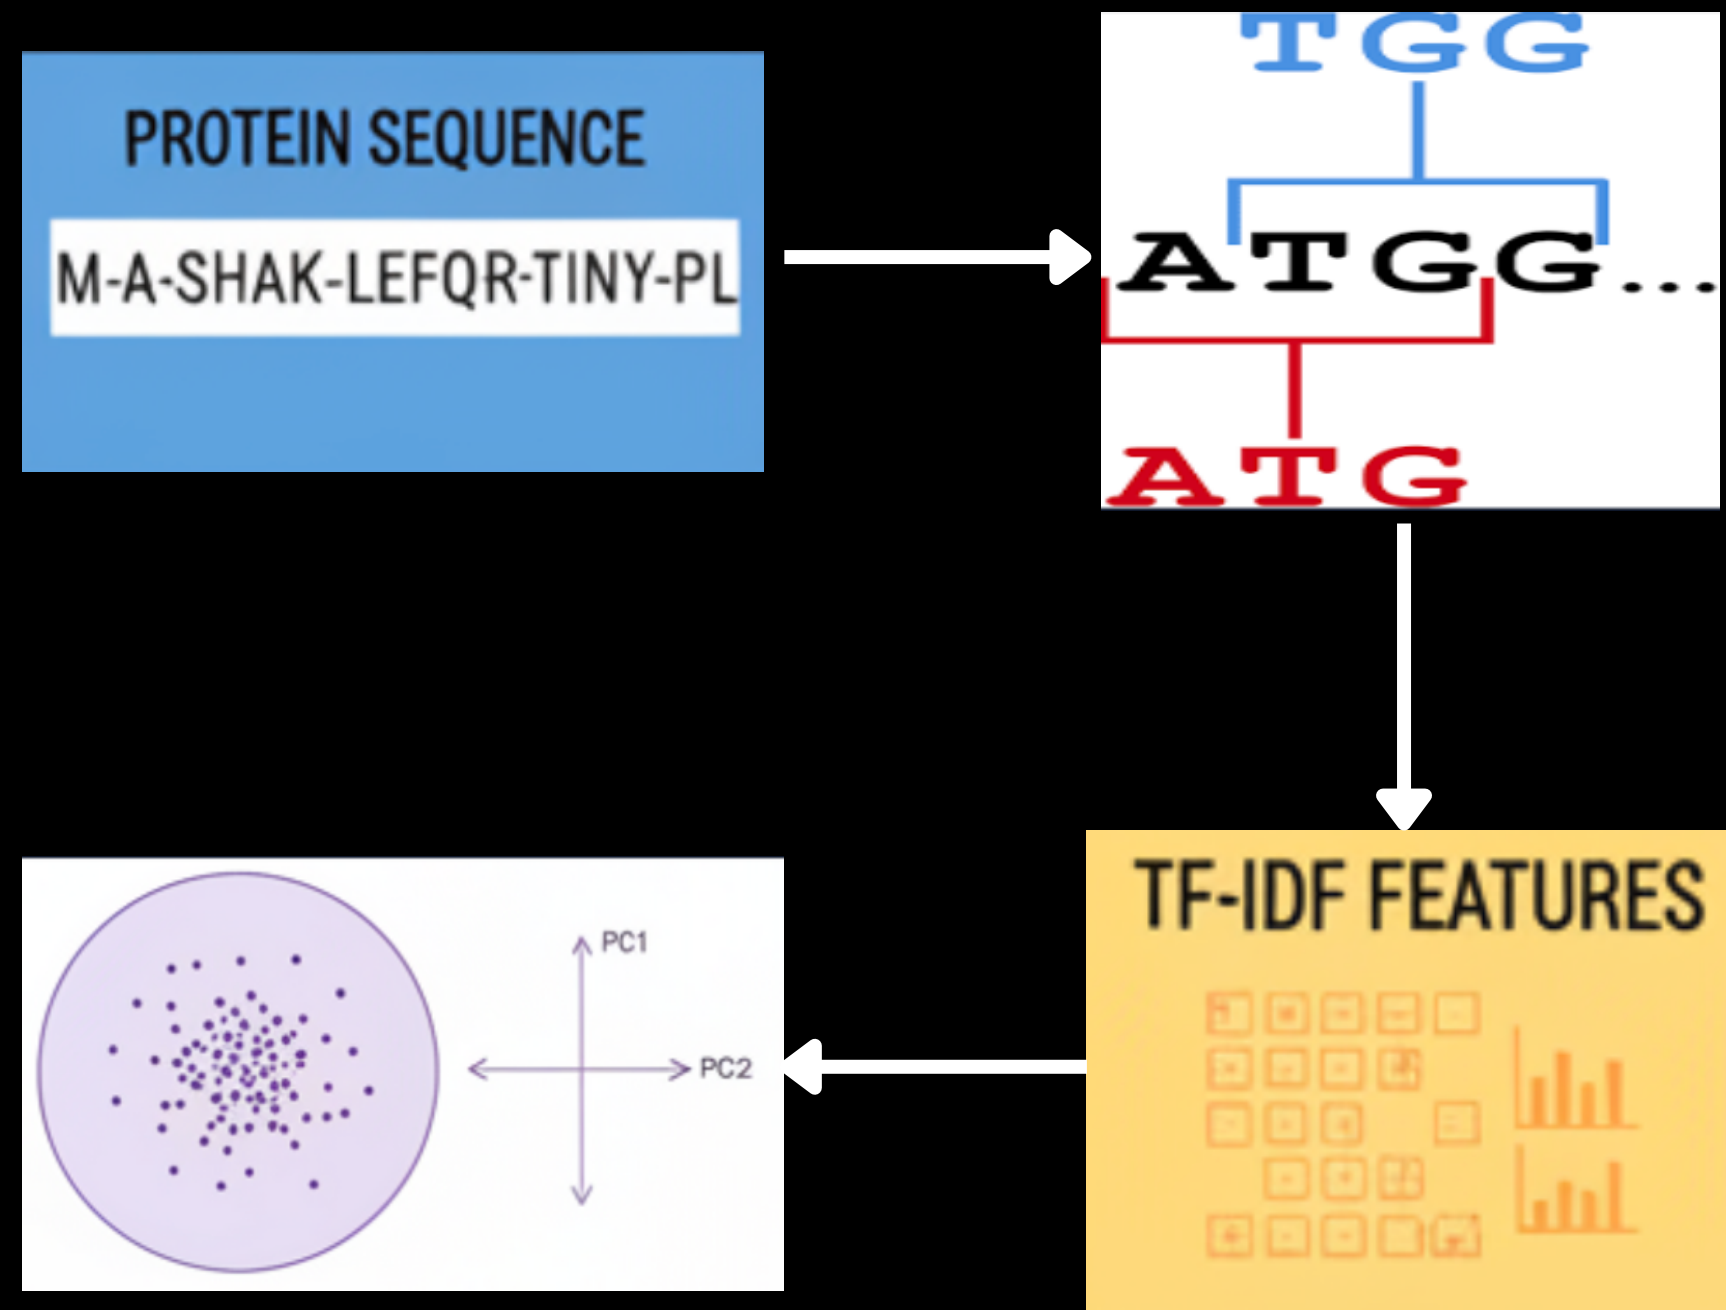 PROTEIN SEQUENCE
M-A-SHAK-LEFQR-TINY-PL
TGG
ATGG...
ATG
TF-IDF FEATURES
PC1
PC2